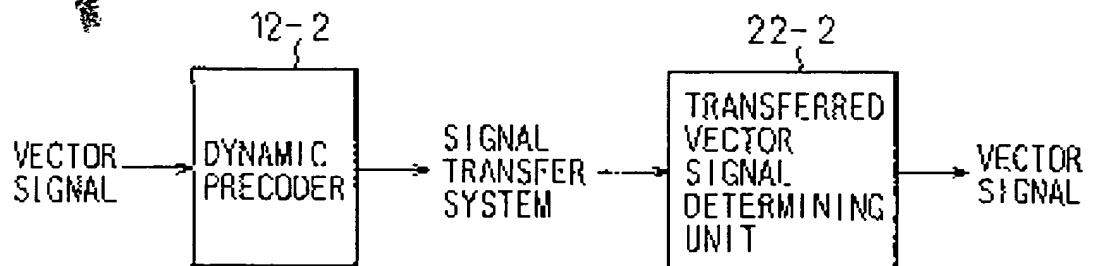 12-2
22-2
VECTOR
SIGNAL
DYNAMIC
PRECODER
SIGNAL
TRANSFER
SYSTEM
TRANSFERRED
VECTOR
SIGNAL
DETERMINING
UNIT
VECTOR
SIGNAL